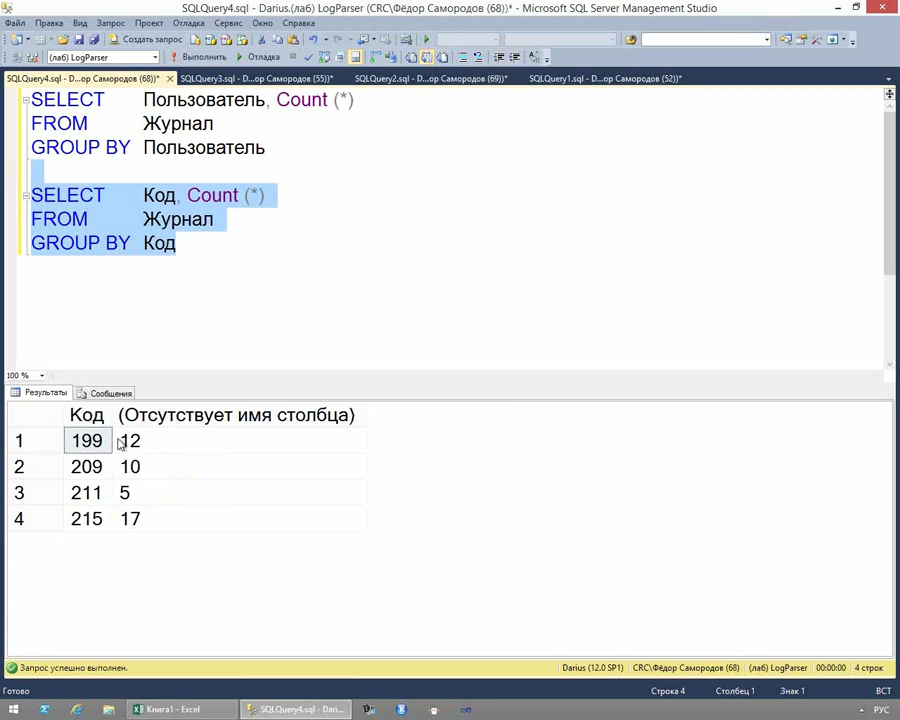 SQLQuery4.sql - Darius.(лаб) LogParser (CRC\Фёдор Самородов (68))* - Microsoft SQL Server Management Studio
Файл Правка Вид Запрос Проект Отладка Сервис Окно Справка
Создать запрос
(лаб) LogParser Выполнить Отладка
SQLQuery4.sql - D...ор Самородов (68))* SQLQuery3.sql - D...ор Самородов (55))* SQLQuery2.sql - D...ор Самородов (69))* SQLQuery1.sql - D...ор Самородов (52))*
SELECT Пользователь, Count (*)
FROM Журнал
GROUP BY Пользователь
SELECT Код, Count (*)
FROM Журнал
GROUP BY Код
100 %
Результаты Сообщения
Код (Отсутствует имя столбца)
1 199 12
2 209 10
3 211 5
4 215 17
Запрос успешно выполнен. Darius (12.0 SP1) CRC\Фёдор Самородов (68) (лаб) LogParser 00:00:00 4 строк
Готово Строка 4 Столбец 1 Знак 1 ВСТ
Книга1 - Excel SQLQuery4.sql - Dari... РУС